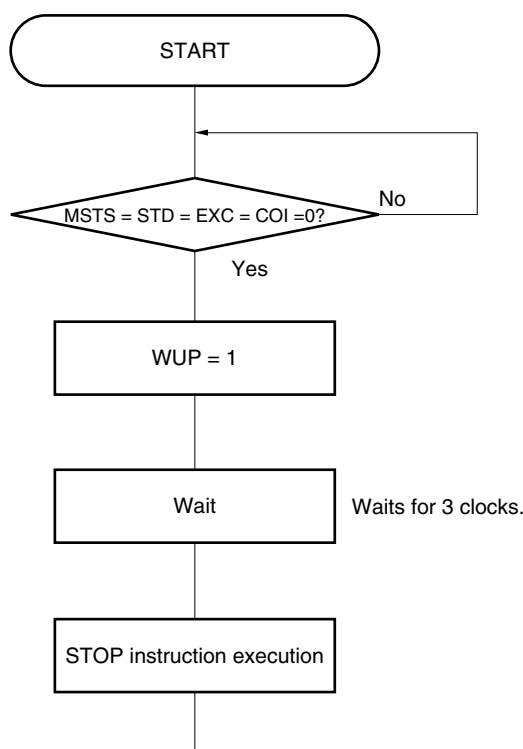 START
MSTS = STD = EXC = COI =0?
No
Yes
WUP = 1
Wait
Waits for 3 clocks.
STOP instruction execution